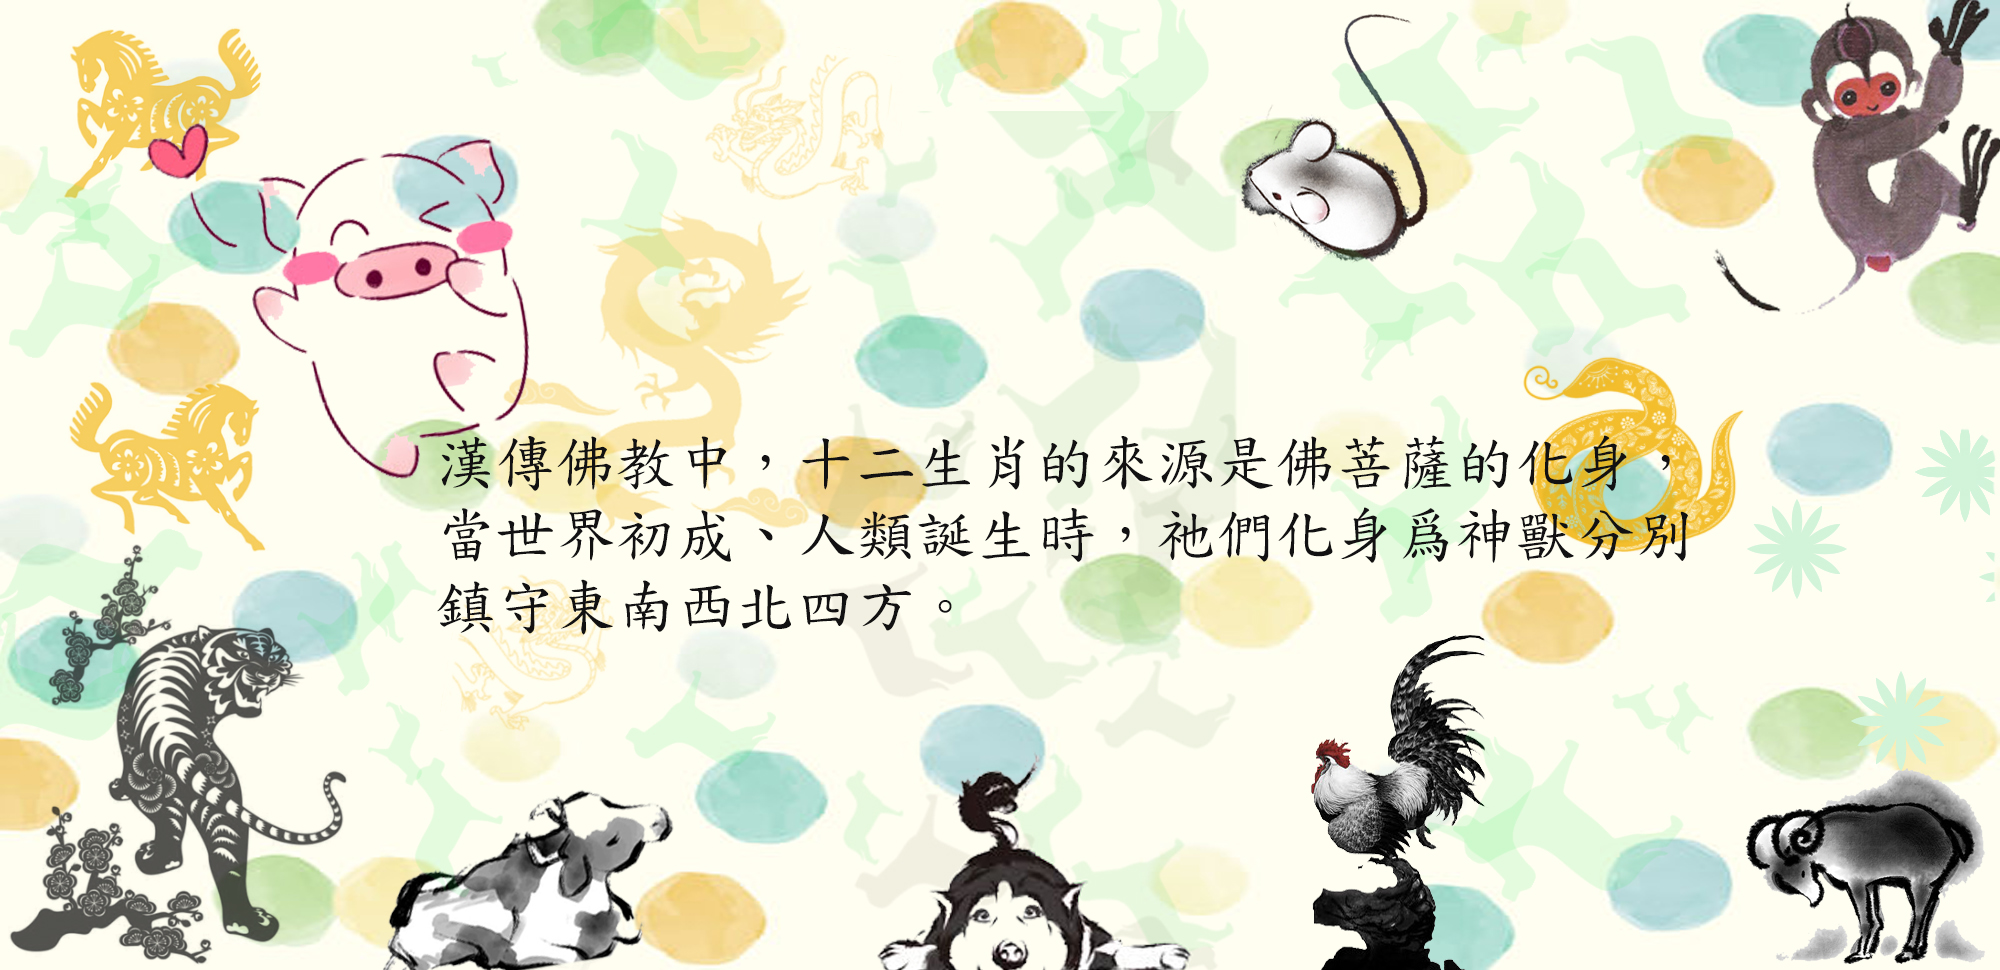 漢傳佛教中，十二生肖的來源是佛菩薩的化身，
當世界初成、人類誕生時，祂們化身爲神獸分別
鎮守東南西北四方。